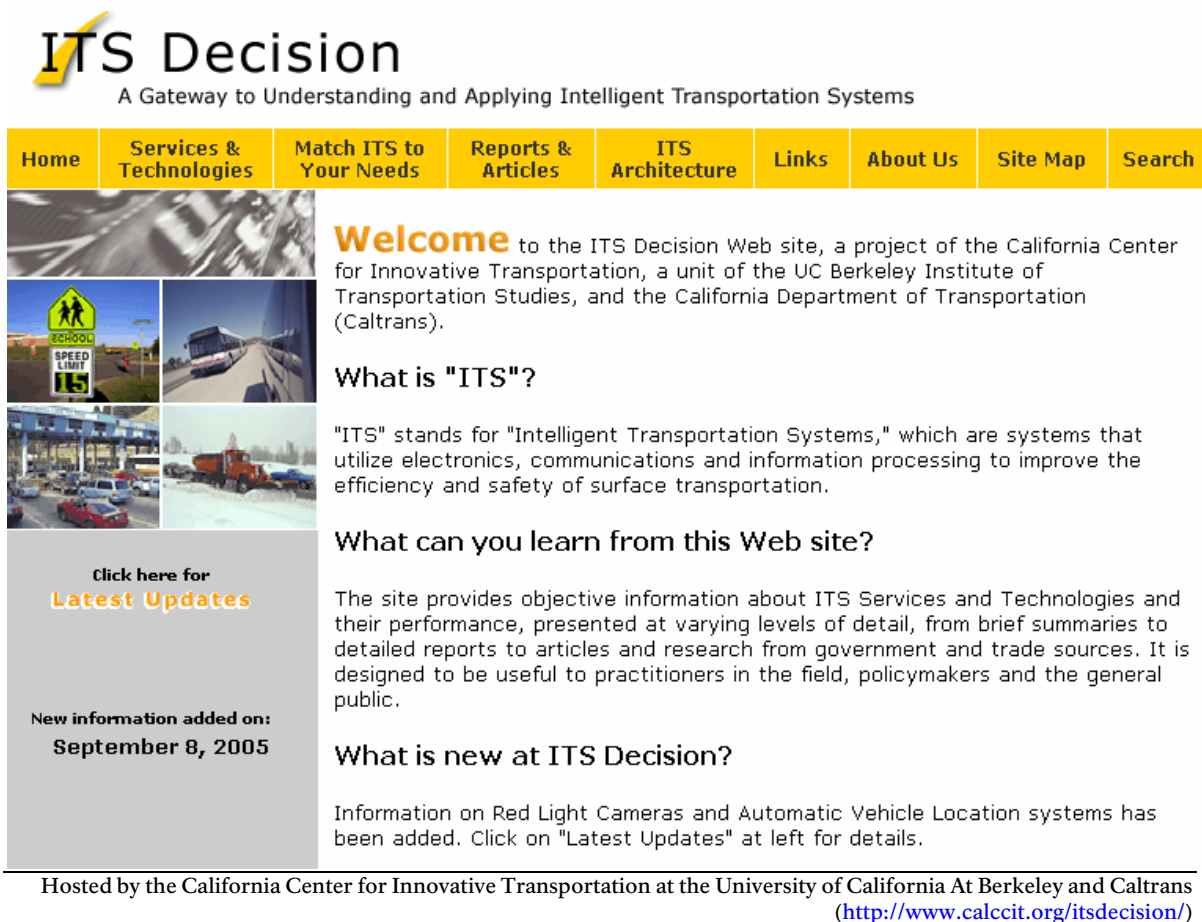 ITS Decision
A Gateway to Understanding and Applying Intelligent Transportation Systems
Home
Services &
Technologies
Match ITS to
Your Needs
Reports &
Articles
ITS
Architecture
Links
About Us
Site Map
Search
SCHOOL
SPEED
LIMIT
15
Click here for
Latest Updates
New information added on:
September 8, 2005
Welcome to the ITS Decision Web site, a project of the California Center
for Innovative Transportation, a unit of the UC Berkeley Institute of
Transportation Studies, and the California Department of Transportation
(Caltrans).
What is "ITS"?
"ITS" stands for "Intelligent Transportation Systems," which are systems that
utilize electronics, communications and information processing to improve the
efficiency and safety of surface transportation.
What can you learn from this Web site?
The site provides objective information about ITS Services and Technologies and
their performance, presented at varying levels of detail, from brief summaries to
detailed reports to articles and research from government and trade sources. It is
designed to be useful to practitioners in the field, policymakers and the general
public.
What is new at ITS Decision?
Information on Red Light Cameras and Automatic Vehicle Location systems has
been added. Click on "Latest Updates" at left for details.
Hosted by the California Center for Innovative Transportation at the University of California At Berkeley and Caltrans
(http://www.calccit.org/itsdecision/)